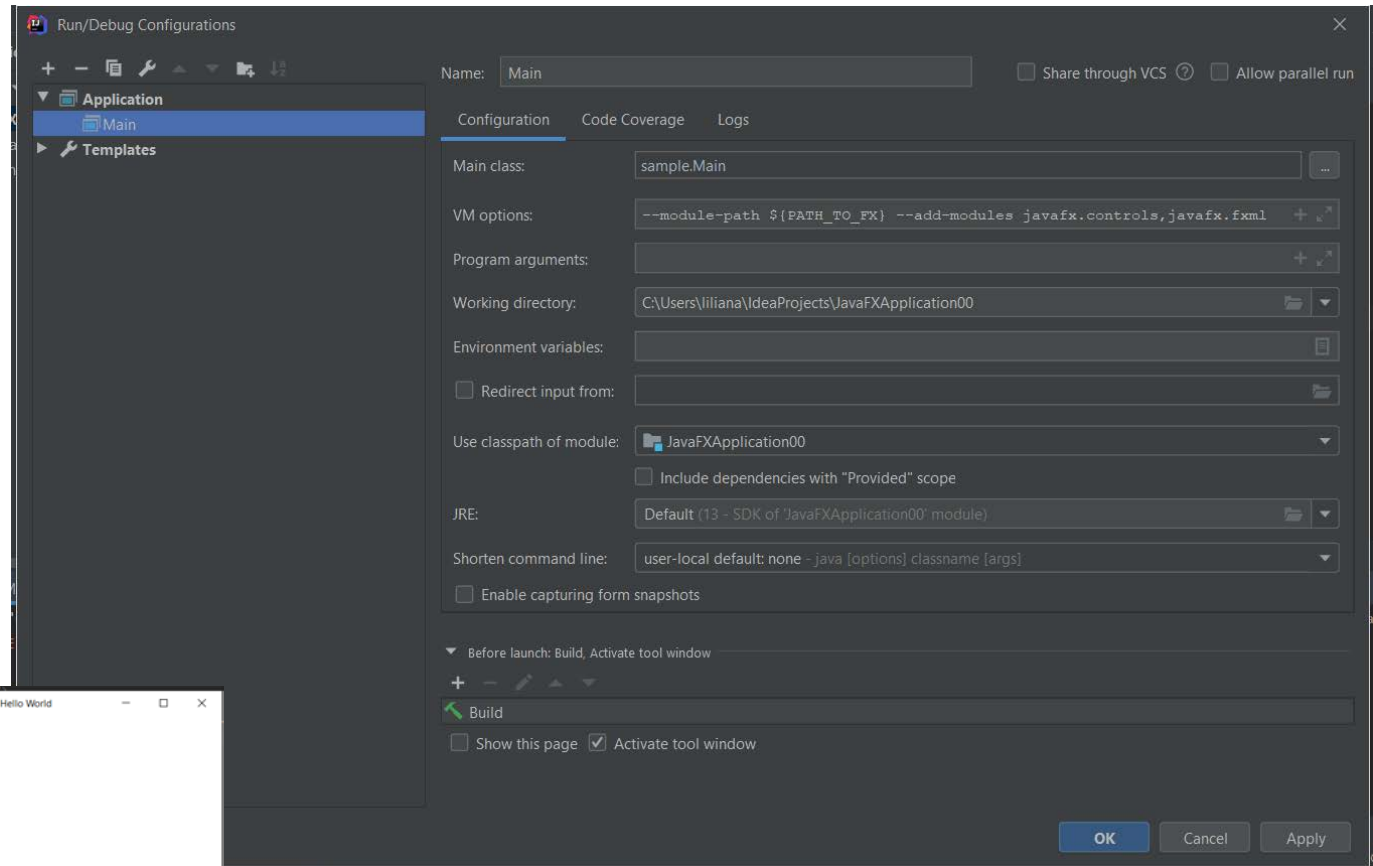 Run/Debug Configurations
Name: Main Share through VCS ? Allow parallel run
Application
Main
Templates
Configuration Code Coverage Logs
Main class: sample.Main ...
VM options: --module-path ${PATH_TO_FX} --add-modules javafx.controls,javafx.fxml
Program arguments:
Working directory: C:\Users\liliana\IdeaProjects\JavaFXApplication00
Environment variables:
Redirect input from:
Use classpath of module: JavaFXApplication00
Include dependencies with "Provided" scope
JRE: Default (13 - SDK of 'JavaFXApplication00' module)
Shorten command line: user-local default: none - java [options] classname [args]
Enable capturing form snapshots
Before launch: Build, Activate tool window
Build
Show this page Activate tool window
Hello World
OK Cancel Apply